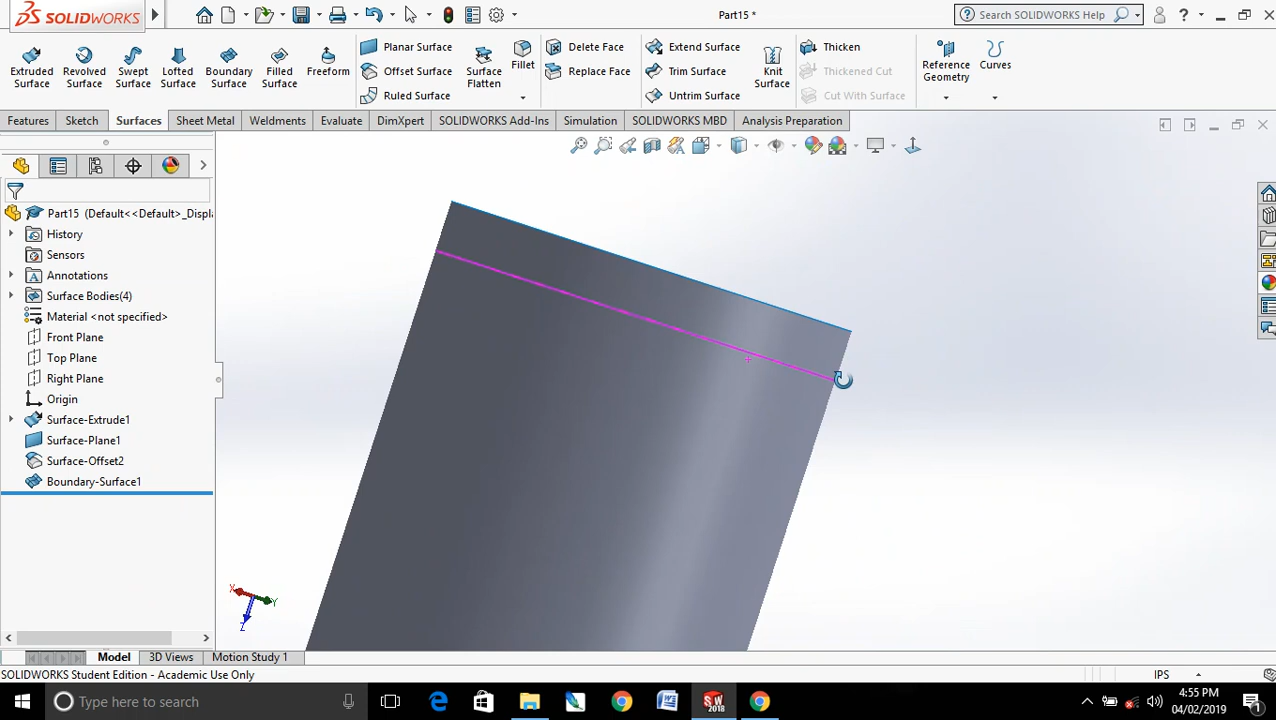 SOLIDWORKS
Part15 *
Search SOLIDWORKS Help
?
Extruded Surface
Revolved Surface
Swept Surface
Lofted Surface
Boundary Surface
Filled Surface
Freeform
Planar Surface
Offset Surface
Ruled Surface
Surface Flatten
Fillet
Delete Face
Replace Face
Extend Surface
Trim Surface
Untrim Surface
Knit Surface
Thicken
Thickened Cut
Cut With Surface
Reference Geometry
Curves
Features
Sketch
Surfaces
Sheet Metal
Weldments
Evaluate
DimXpert
SOLIDWORKS Add-Ins
Simulation
SOLIDWORKS MBD
Analysis Preparation
Part15 (Default<<Default>_Displa
History
Sensors
Annotations
Surface Bodies(4)
Material <not specified>
Front Plane
Top Plane
Right Plane
Origin
Surface-Extrude1
Surface-Plane1
Surface-Offset2
Boundary-Surface1
X
Y
Z
Model
3D Views
Motion Study 1
SOLIDWORKS Student Edition - Academic Use Only
IPS
Type here to search
SW
2018
4:55 PM
04/02/2019